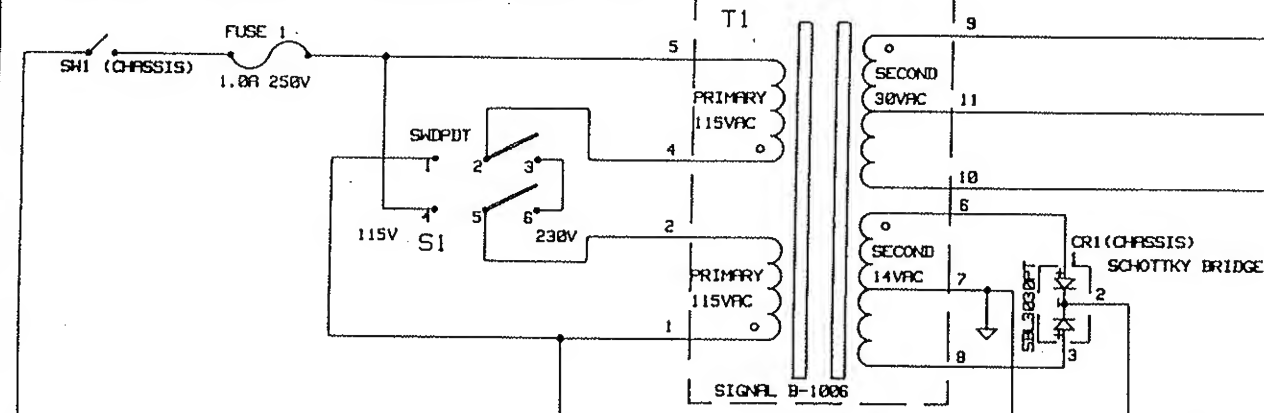 T1
9
FUSE 1
5
SW1 (CHASSIS)
1.0A 250V
SECOND
30VAC
PRIMARY
115VAC
11
SWDPDT
4
1
2
3
10
6
4
5
6
2
115V
S1
230V
SECOND
14VAC
CR1(CHASSIS)
1
SCHOTTKY BRIDGE
PRIMARY
115VAC
7
2
SBL3030PT
1
8
3
SIGNAL B-1006